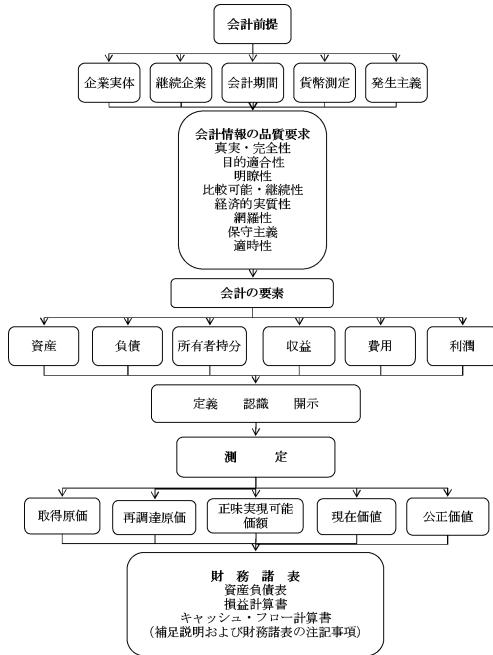 会計前提
企業実体 継続企業 会計期間 貨幣測定 発生主義
会計情報の品質要求
真実・完全性
目的適合性
明瞭性
比較可能・継続性
経済的実質性
網羅性
保守主義
適時性
会計の要素
資産 負債 所有者持分 収益 費用 利潤
定義 認識 開示
測 定
取得原価 再調達原価 正味実現可能
価額 現在価値 公正価値
財 務 諸 表
資産負債表
損益計算書
キャッシュ・フロー計算書
(補足説明および財務諸表の注記事項)